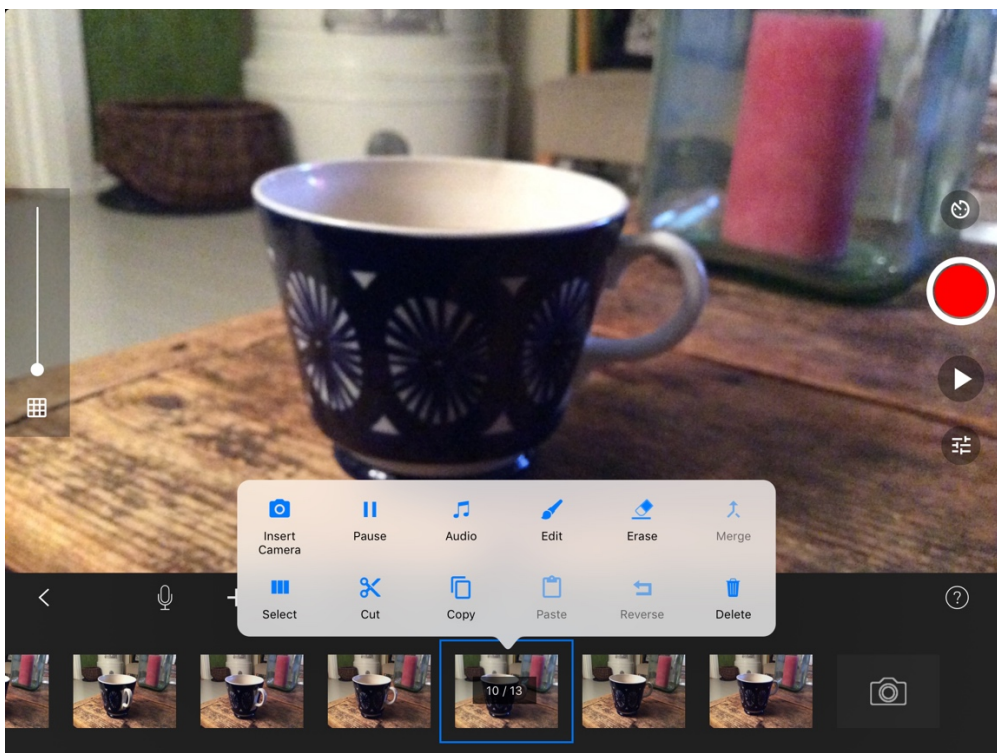 Insert
Camera
Pause
Audio
Edit
Erase
Merge
Select
Cut
Copy
Paste
Reverse
Delete
?
10 / 13